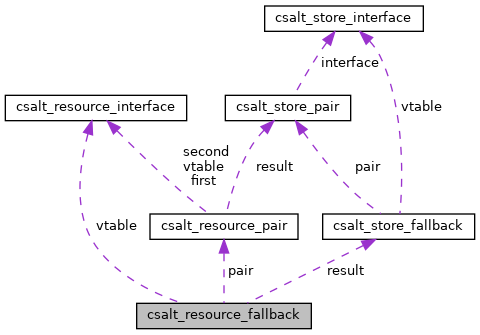 csalt_store_interface
interface
csalt_resource_interface
csalt_store_pair
vtable
second
vtable
first
result
pair
csalt_resource_pair
csalt_store_fallback
vtable
pair
result
csalt_resource_fallback